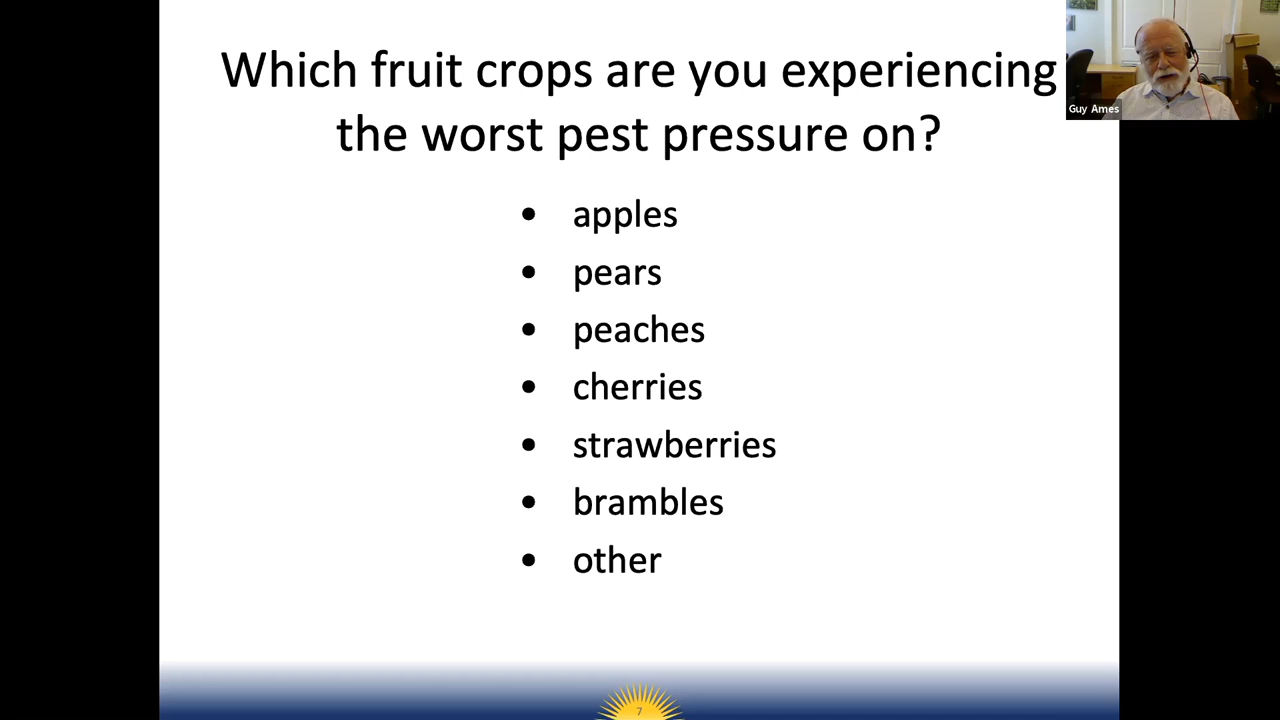 Which fruit crops are you experiencing
the worst pest pressure on?
Guy Ames
• apples
• pears
• peaches
• cherries
• strawberries
• brambles
• other
7